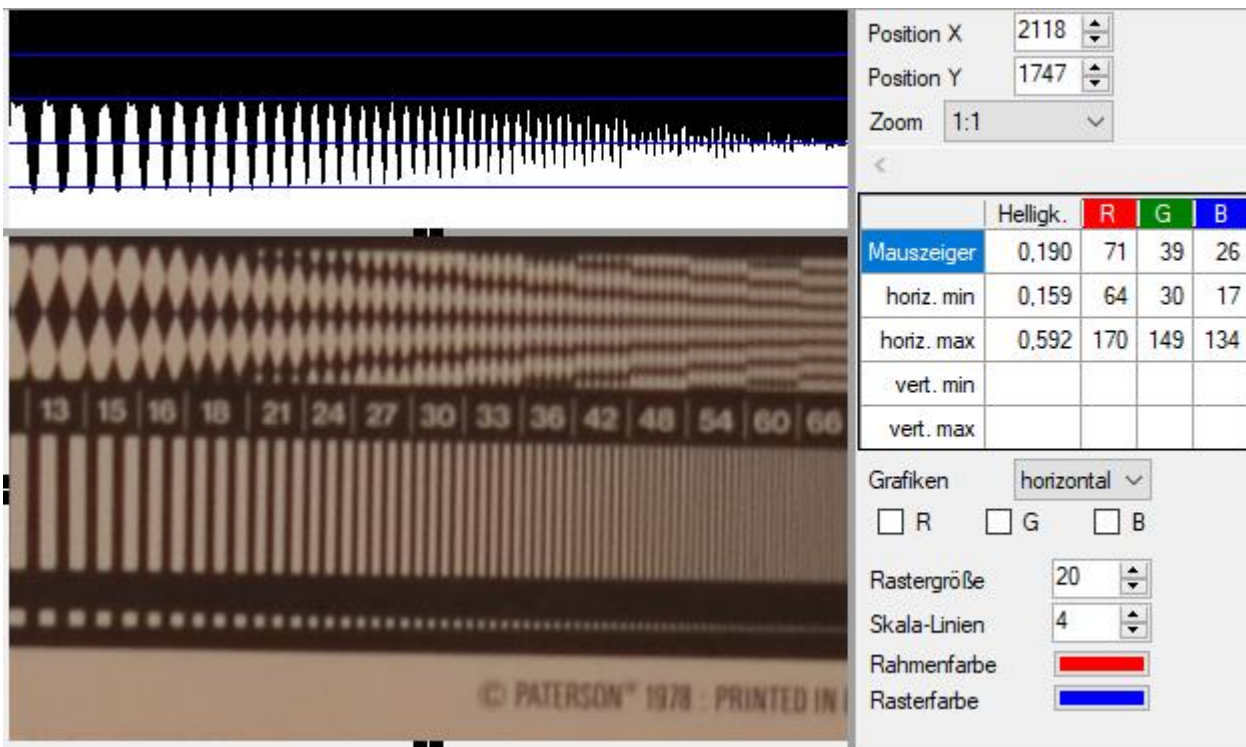 Position X 2118
Position Y 1747
Zoom 1:1
Helligk. R G B
Mauszeiger 0,190 71 39 26
horiz. min 0,159 64 30 17
horiz. max 0,592 170 149 134
vert. min
vert. max
Grafiken horizontal
R G B
Rastergröße 20
Skala-Linien 4
Rahmenfarbe
Rasterfarbe
13 15 16 18 21 24 27 30 33 36 42 48 54 60 66
© PATERSON® 1978 : PRINTED IN